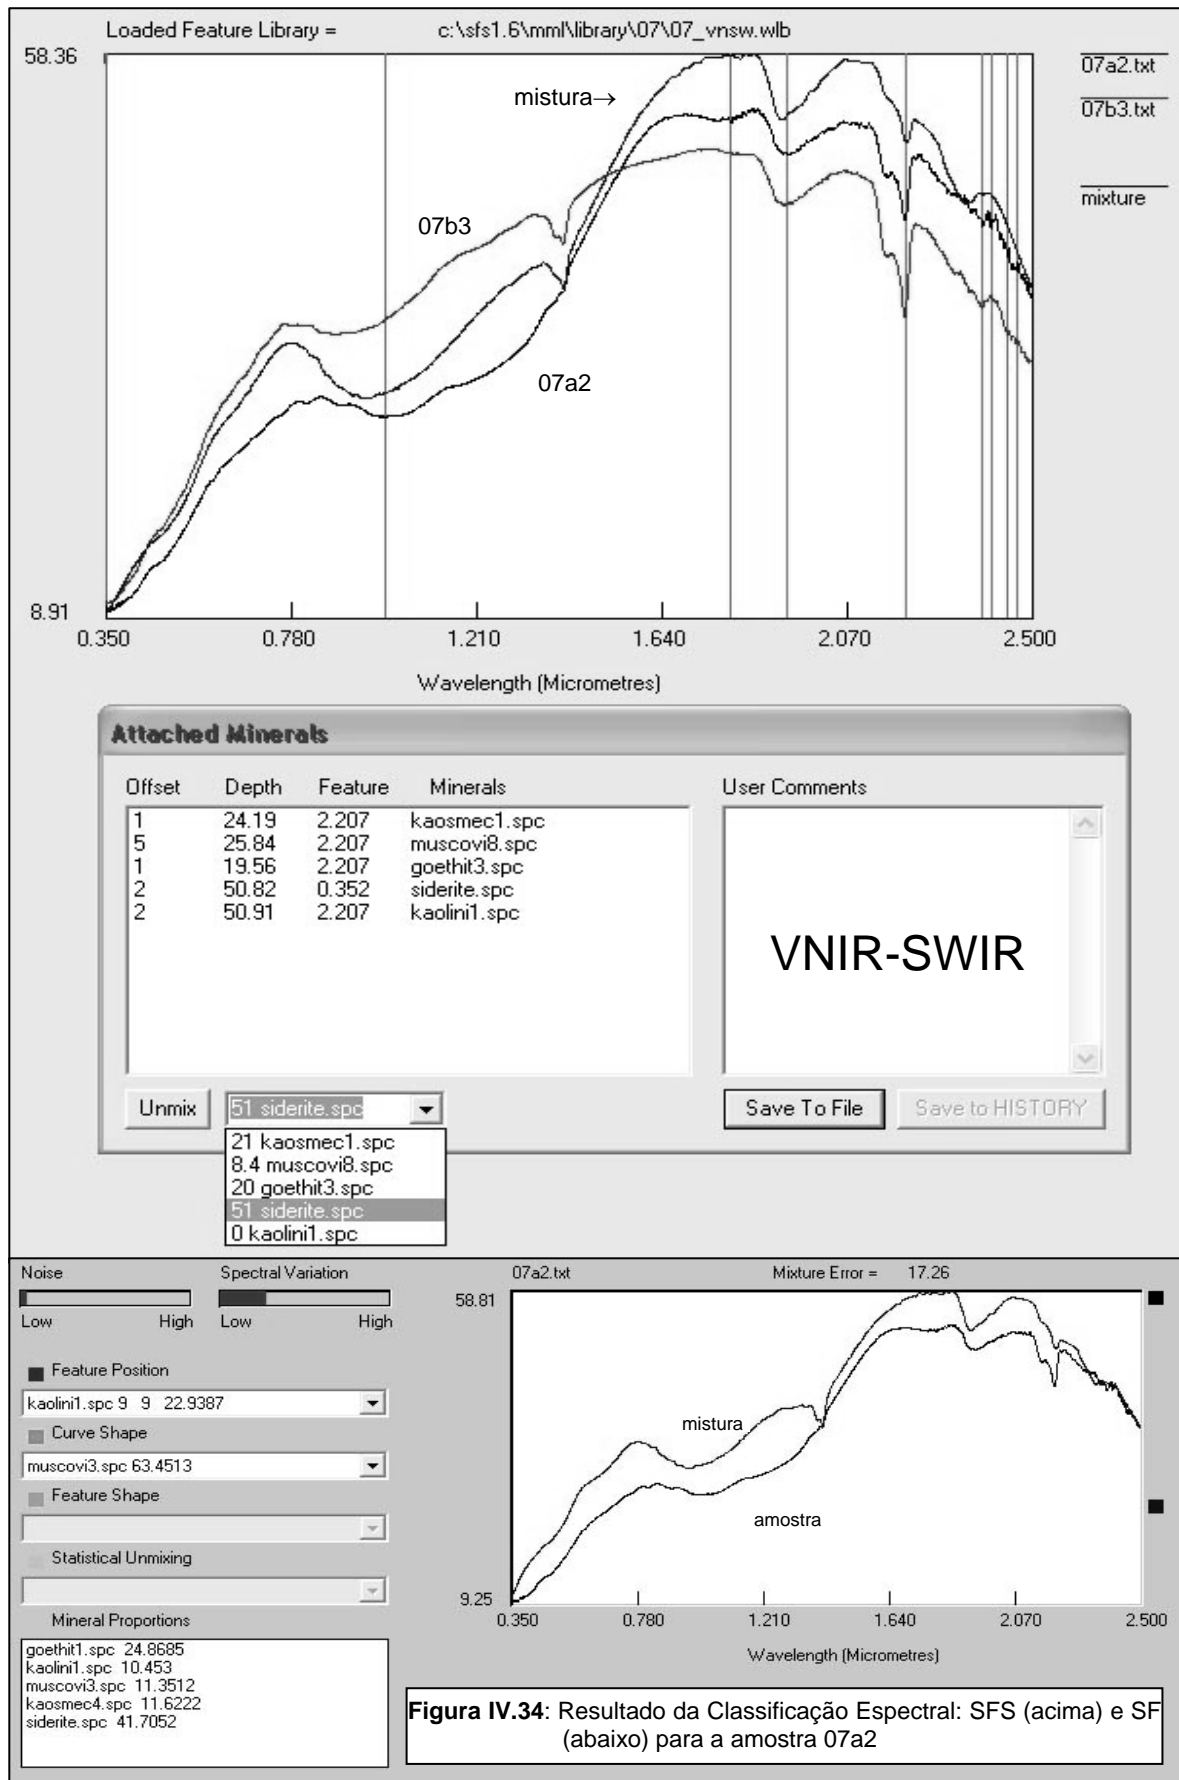 Loaded Feature Library = c:\sfs1.6\mml\library\07\07_vnsw.wlb
58.36
07a2.txt
mistura→
07b3.txt
mixture
07b3
07a2
8.91
0.350 0.780 1.210 1.640 2.070 2.500
Wavelength (Micrometres)
Attached Minerals
Offset Depth Feature Minerals User Comments
1 24.19 2.207 kaosmec1.spc
5 25.84 2.207 muscovi8.spc
1 19.56 2.207 goethit3.spc
2 50.82 0.352 siderite.spc
2 50.91 2.207 kaolini1.spc
VNIR-SWIR
Unmix 51 siderite.spc Save To File Save to HISTORY
21 kaosmec1.spc
8.4 muscovi8.spc
20 goethit3.spc
51 siderite.spc
0 kaolini1.spc
Noise Spectral Variation
Low High Low High
Feature Position
kaolini1.spc 9 9 22.9387
Curve Shape
muscovi3.spc 63.4513
Feature Shape
Statistical Unmixing
Mineral Proportions
goethit1.spc 24.8685
kaolini1.spc 10.453
muscovi3.spc 11.3512
kaosmec4.spc 11.6222
siderite.spc 41.7052
07a2.txt Mixture Error = 17.26
58.81
mistura
amostra
9.25
0.350 0.780 1.210 1.640 2.070 2.500
Wavelength (Micrometres)
Figura IV.34: Resultado da Classificação Espectral: SFS (acima) e SF
(abaixo) para a amostra 07a2